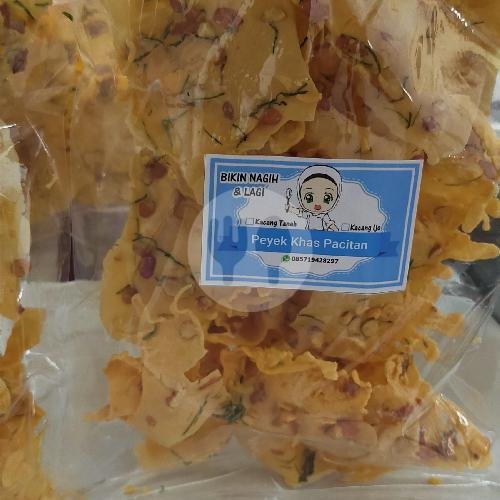 BIKIN NAGIH
& LAGI
Kacang Tanah
Kacang Ijo
Peyek Khas Pacitan
085719428297